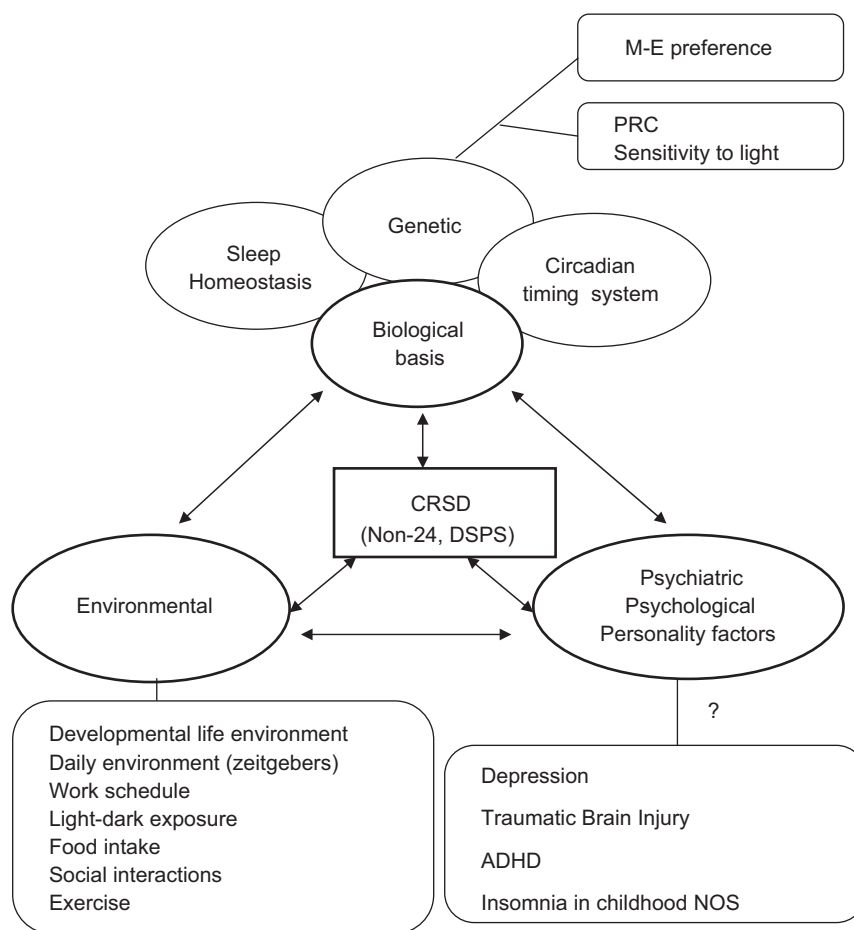 M-E preference
PRC
Sensitivity to light
Genetic
Sleep
Homeostasis
Circadian
timing system
Biological
basis
CRSD
(Non-24, DSPS)
Environmental
Psychiatric
Psychological
Personality factors
?
Developmental life environment
Daily environment (zeitgebers)
Work schedule
Light-dark exposure
Food intake
Social interactions
Exercise
Depression
Traumatic Brain Injury
ADHD
Insomnia in childhood NOS